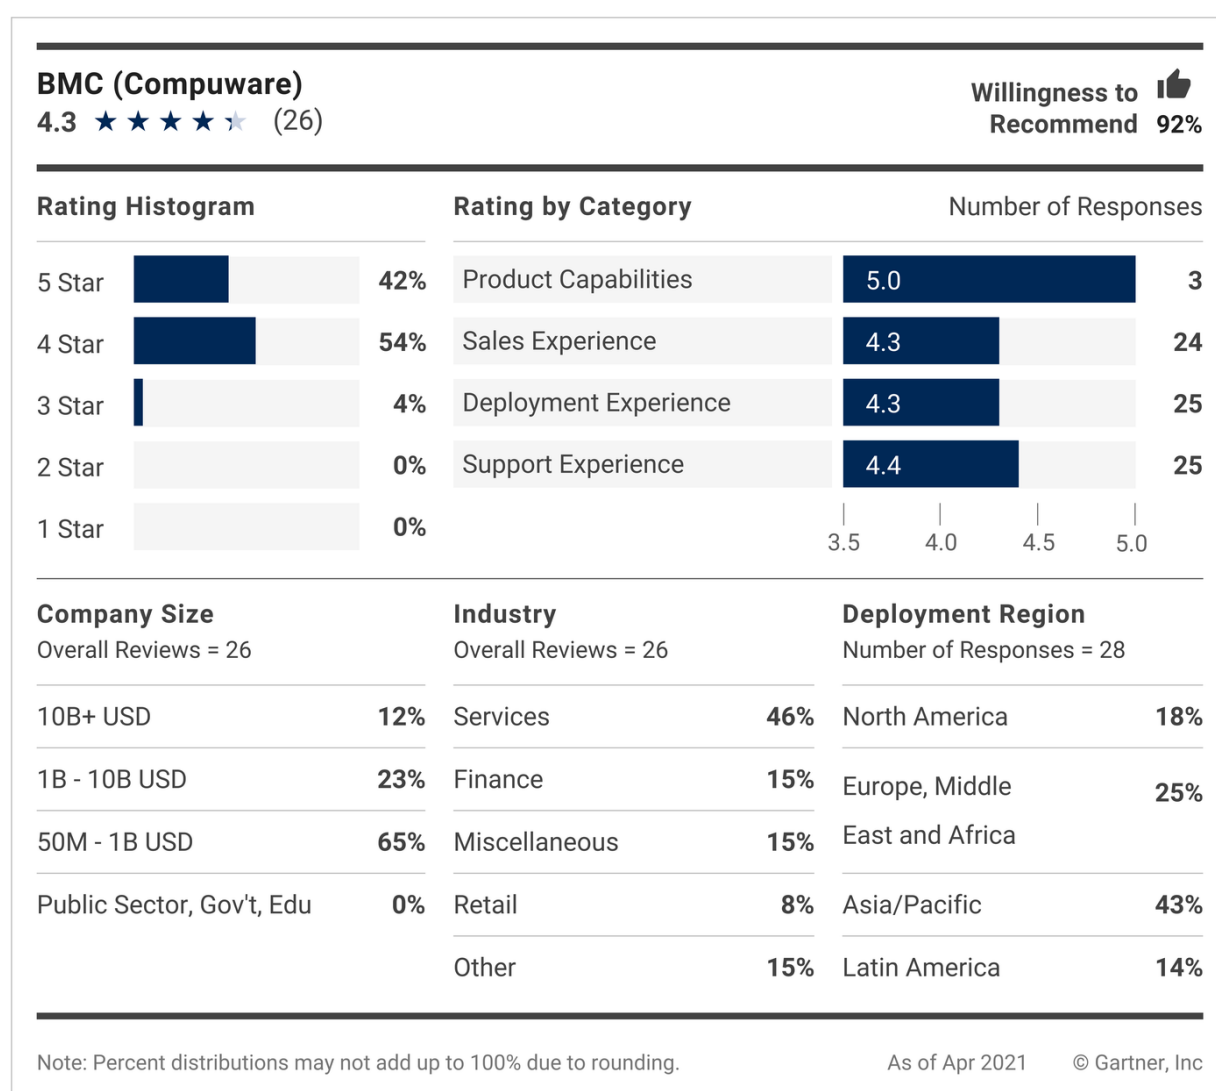 BMC (Compuware)
4.3 ★★★★★ (26)
Willingness to
Recommend 92%
Rating Histogram
5 Star 42%
4 Star 54%
3 Star 4%
2 Star 0%
1 Star 0%
Rating by Category Number of Responses
Product Capabilities 5.0 3
Sales Experience 4.3 24
Deployment Experience 4.3 25
Support Experience 4.4 25
3.5 4.0 4.5 5.0
Company Size
Overall Reviews = 26
10B+ USD 12%
1B - 10B USD 23%
50M - 1B USD 65%
Public Sector, Gov't, Edu 0%
Industry
Overall Reviews = 26
Services 46%
Finance 15%
Miscellaneous 15%
Retail 8%
Other 15%
Deployment Region
Number of Responses = 28
North America 18%
Europe, Middle 25%
East and Africa
Asia/Pacific 43%
Latin America 14%
Note: Percent distributions may not add up to 100% due to rounding. As of Apr 2021 © Gartner, Inc